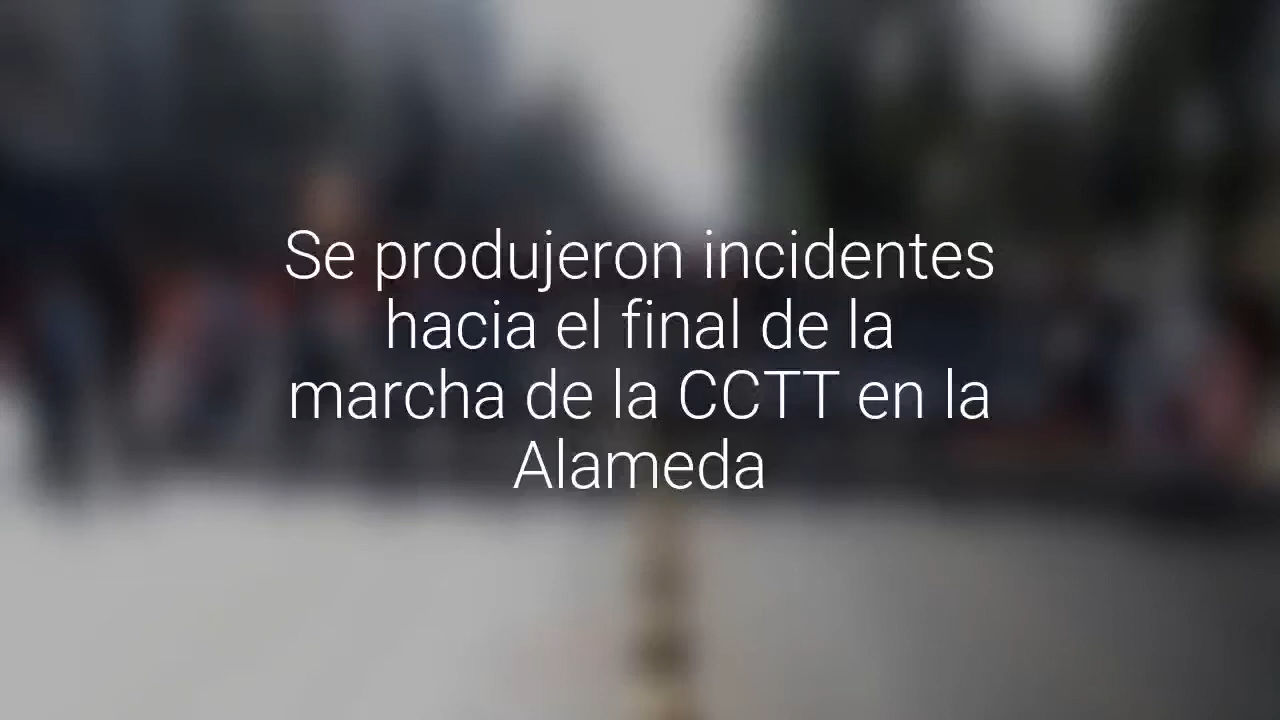 Se produjeron incidentes
hacia el final de la
marcha de la CCTT en la
Alameda